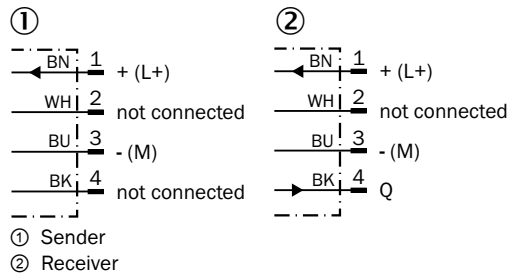 ① ②
BN 1 + (L+) BN 1 + (L+)
WH 2 not connected WH 2 not connected
BU 3 - (M) BU 3 - (M)
BK 4 not connected BK 4 Q
① Sender
② Receiver